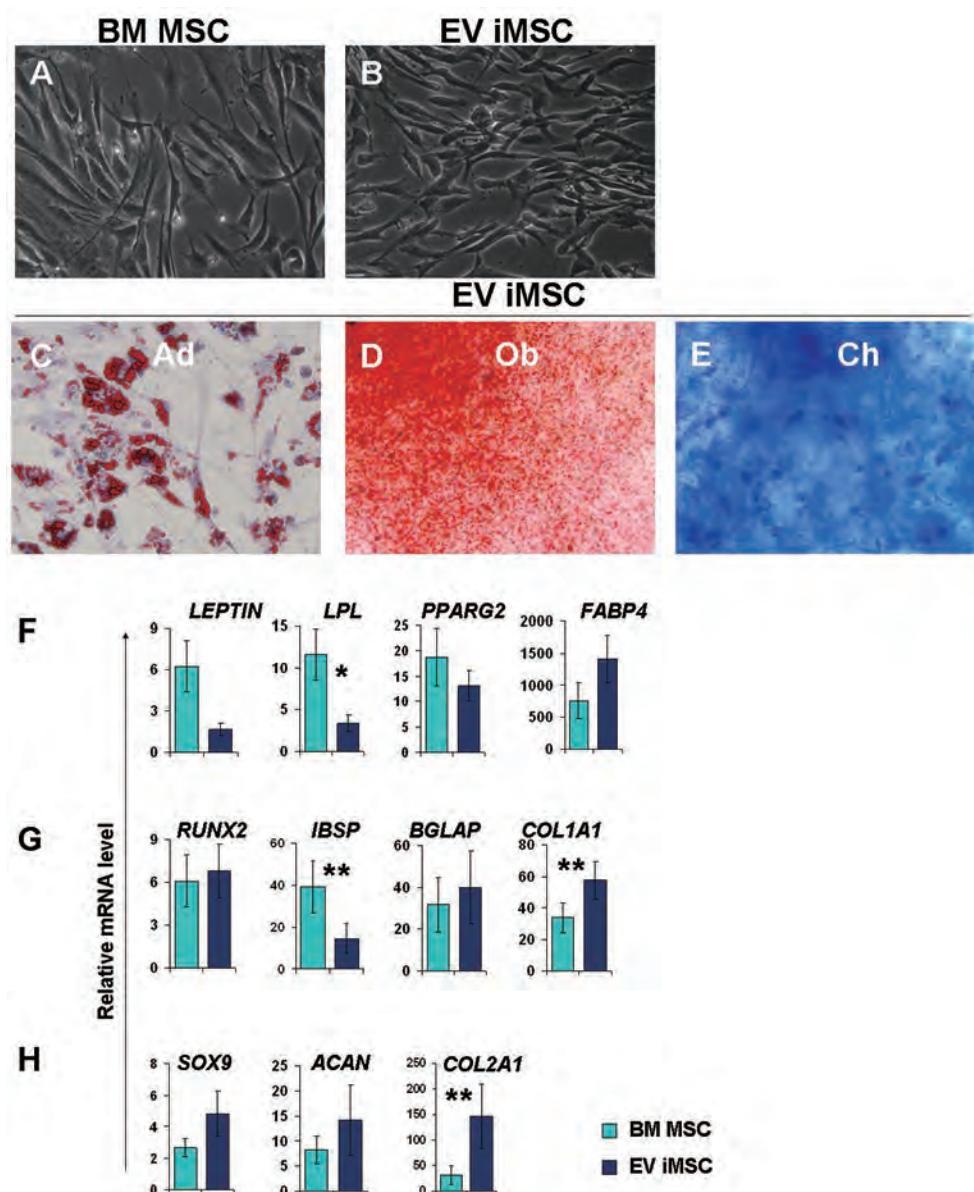 BM MSC EV iMSC
A B
EV iMSC
C Ad D Ob E Ch
F
LEPTIN LPL PPARG2 FABP4
9 15 25 2000
6 10 20 1500
3 5 15 1000
0 0 10 500
5 0
0
*
G
RUNX2 IBSP BGLAP COL1A1
9 60 60 80
6 40 40 60
3 20 20 40
0 0 0 20
0
** **
Relative mRNA level
H
SOX9 ACAN COL2A1
8 25 250
6 20 200
4 15 150
2 10 100
0 5 50
0 0
**
BM MSC
EV iMSC